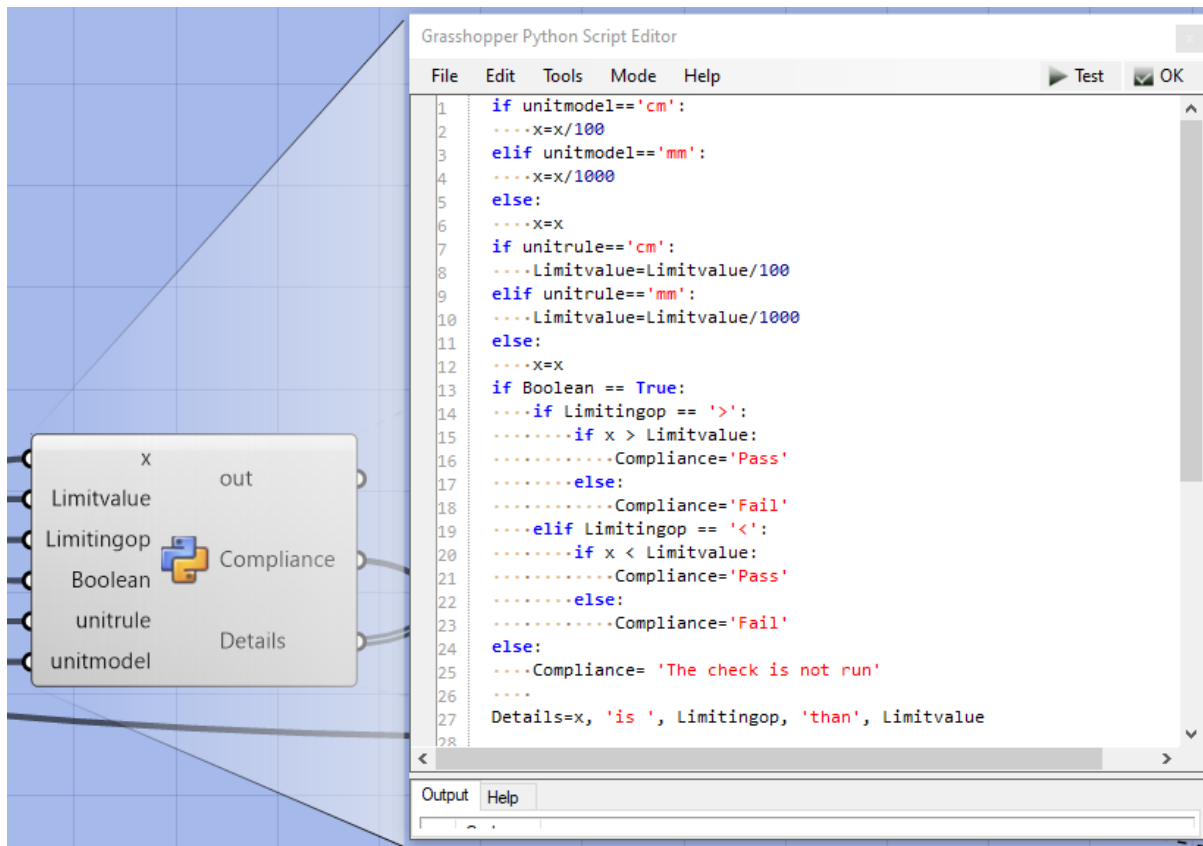 Grasshopper Python Script Editor
File Edit Tools Mode Help Test OK
1 if unitmodel=='cm':
2 ····x=x/100
3 elif unitmodel=='mm':
4 ····x=x/1000
5 else:
6 ····x=x
7 if unitrule=='cm':
8 ····Limitvalue=Limitvalue/100
9 elif unitrule=='mm':
10 ····Limitvalue=Limitvalue/1000
11 else:
12 ····x=x
13 if Boolean == True:
14 ····if Limitingop == '>':
15 ········if x > Limitvalue:
16 ············Compliance='Pass'
17 ········else:
18 ············Compliance='Fail'
19 ····elif Limitingop == '<':
20 ········if x < Limitvalue:
21 ············Compliance='Pass'
22 ········else:
23 ············Compliance='Fail'
24 else:
25 ····Compliance= 'The check is not run'
26 ····
27 Details=x, 'is ', Limitingop, 'than', Limitvalue
28
Output Help
x
Limitvalue
Limitingop
Boolean
unitrule
unitmodel
out
Compliance
Details